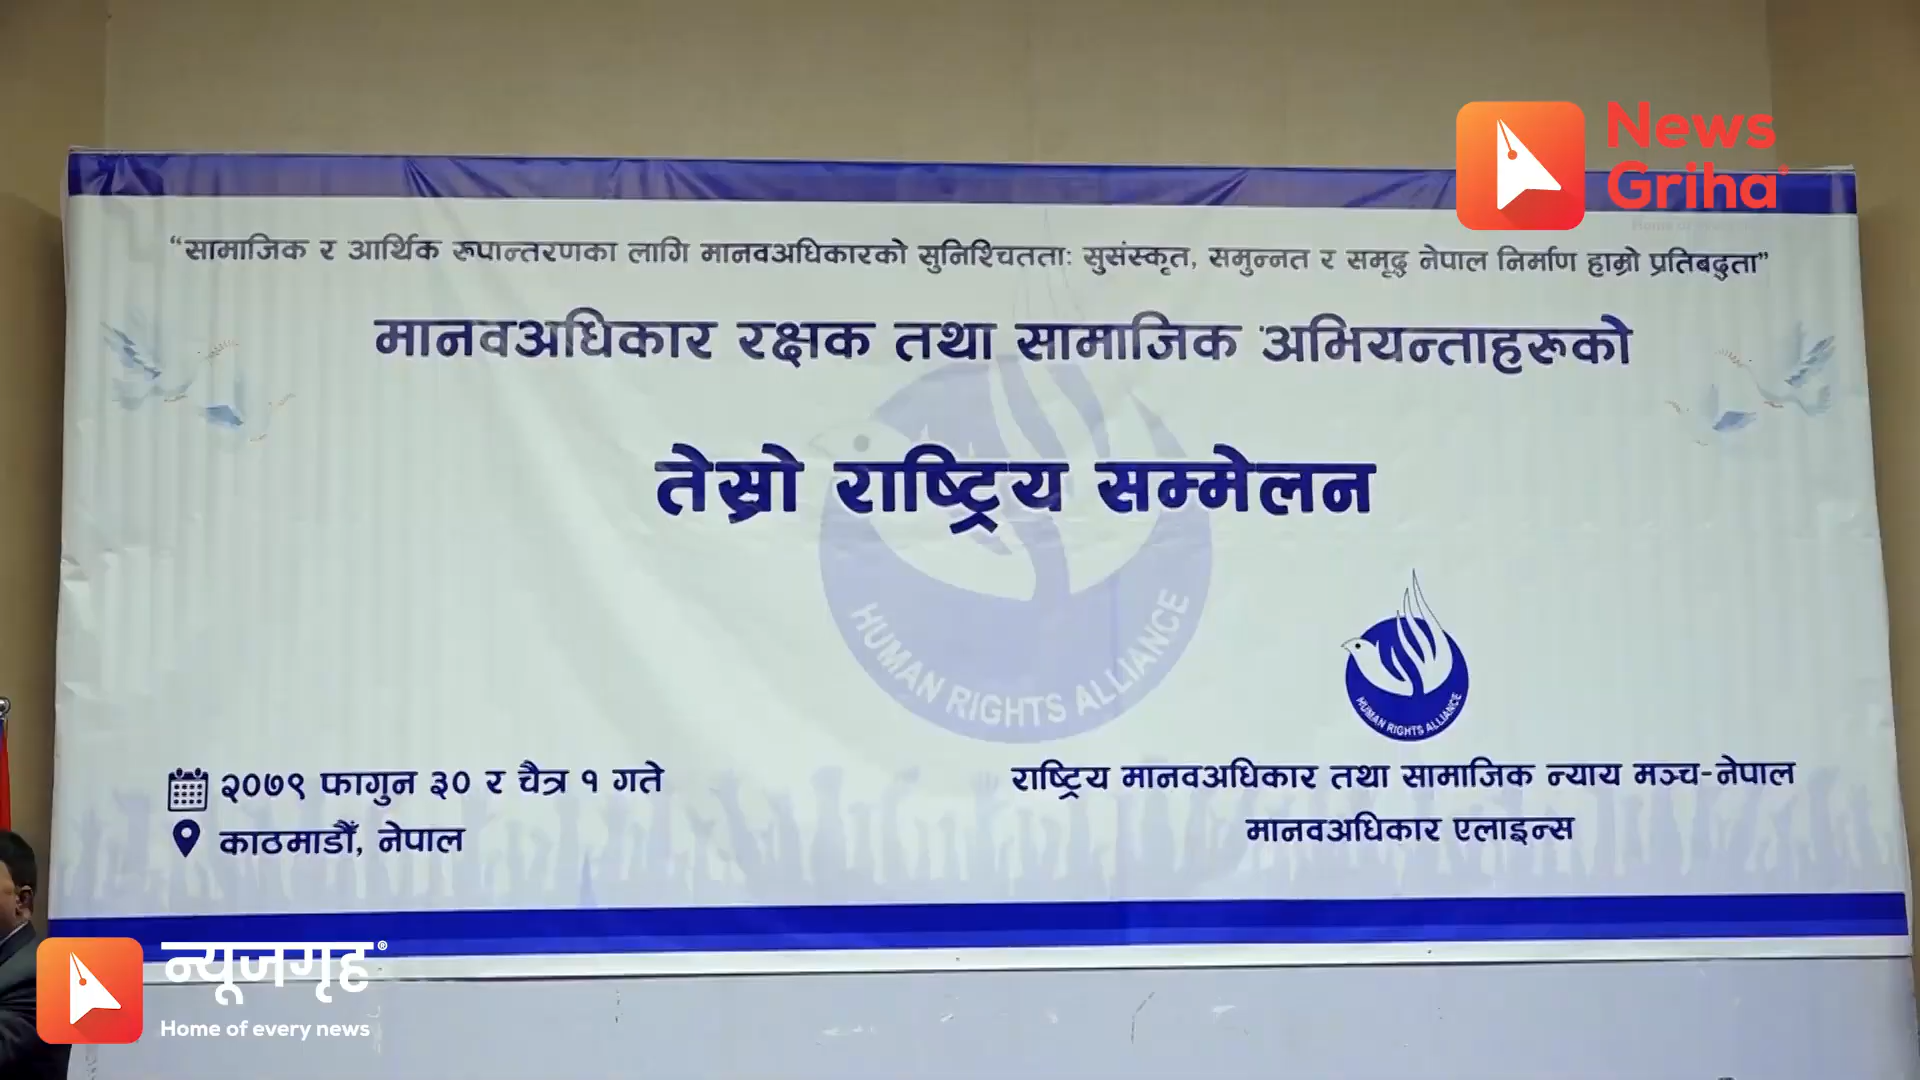 News
Griha
“सामाजिक र आर्थिक रूपान्तरणका लागि मानवअधिकारको सुनिश्चितताः सुसंस्कृत, समुन्नत र समृद्ध नेपाल निर्माण हाम्रो प्रतिबद्धता”
मानवअधिकार रक्षक तथा सामाजिक अभियन्ताहरूको
तेस्रो राष्ट्रिय सम्मेलन
HUMAN RIGHTS ALLIANCE
HUMAN RIGHTS ALLIANCE
२०७९ फागुन ३० र चैत्र १ गते
काठमाडौँ, नेपाल
राष्ट्रिय मानवअधिकार तथा सामाजिक न्याय मञ्च-नेपाल
मानवअधिकार एलाइन्स
न्यूजगृह®
Home of every news